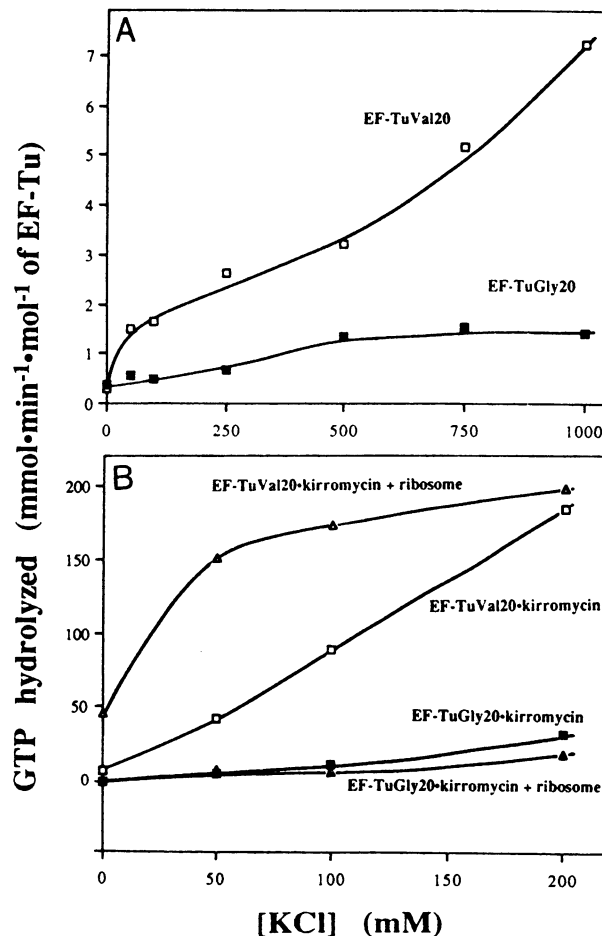 A
7
6
5
4
3
2
1
0
EF-TuVal20
EF-TuGly20
0 250 500 750 1000
B
200
150
100
50
0
EF-TuVal20•kirromycin + ribosome
EF-TuVal20•kirromycin
EF-TuGly20•kirromycin
EF-TuGly20•kirromycin + ribosome
0 50 100 150 200
[KCl] (mM)
GTP hydrolyzed (mmol•min⁻¹•mol⁻¹ of EF-Tu)